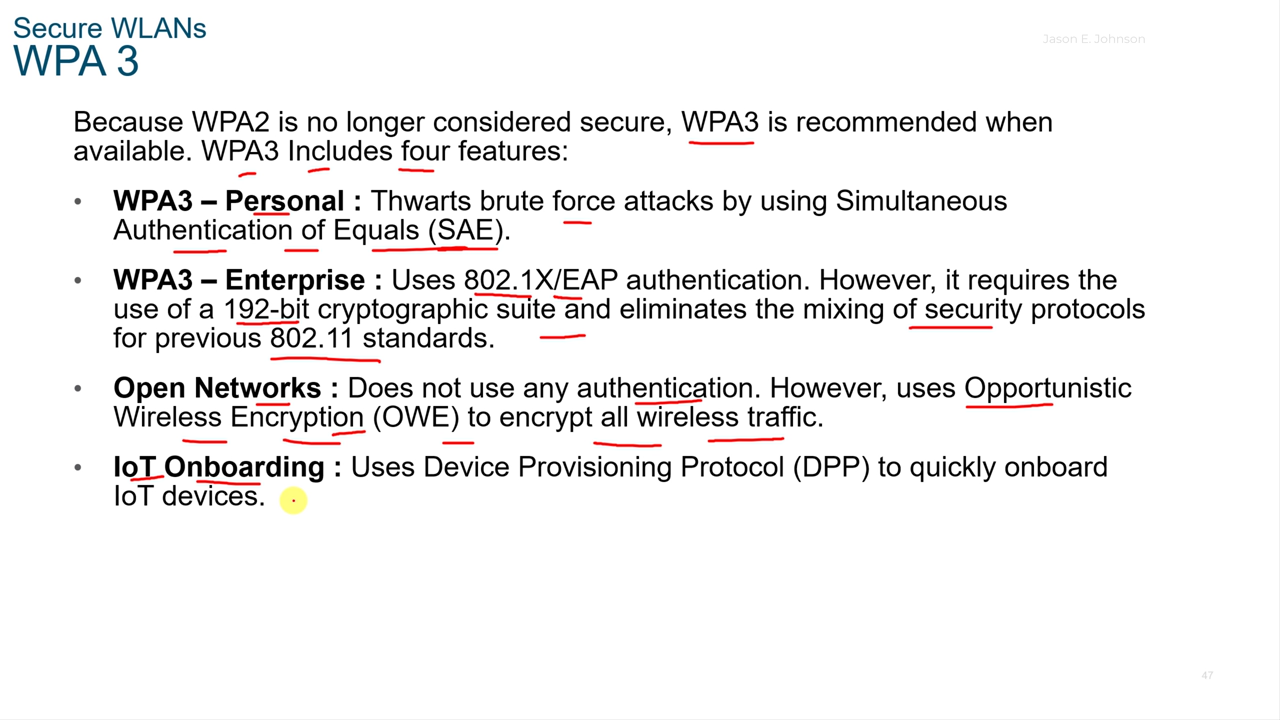 Secure WLANs
WPA 3
Jason E. Johnson
Because WPA2 is no longer considered secure, WPA3 is recommended when
available. WPA3 Includes four features:
• WPA3 – Personal : Thwarts brute force attacks by using Simultaneous
Authentication of Equals (SAE).
• WPA3 – Enterprise : Uses 802.1X/EAP authentication. However, it requires the
use of a 192-bit cryptographic suite and eliminates the mixing of security protocols
for previous 802.11 standards.
• Open Networks : Does not use any authentication. However, uses Opportunistic
Wireless Encryption (OWE) to encrypt all wireless traffic.
• IoT Onboarding : Uses Device Provisioning Protocol (DPP) to quickly onboard
IoT devices.
47